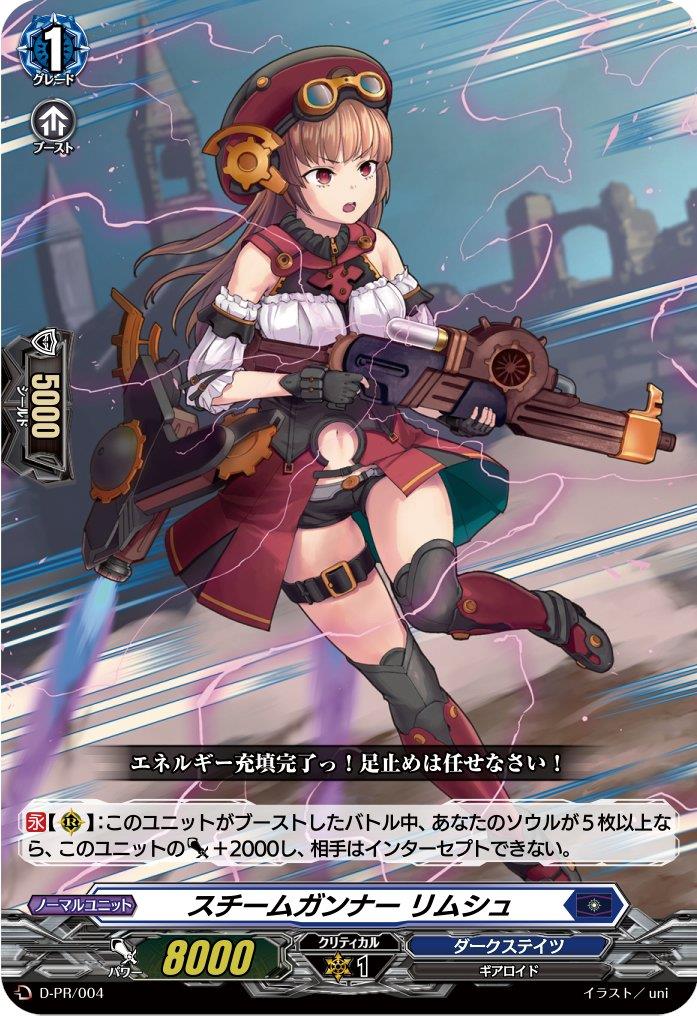 1
グレード
ブースト
5000
シールド
エネルギー充填完了っ!足止めは任せなさい!
永【R】:このユニットがブーストしたバトル中、あなたのソウルが5枚以上な
ら、このユニットの+2000し、相手はインターセプトできない。
ノーマルユニット
スチームガンナー リムシュ
パワー 8000
クリティカル
1
ダークステイツ
ギアロイド
D-PR/004
イラスト/ uni